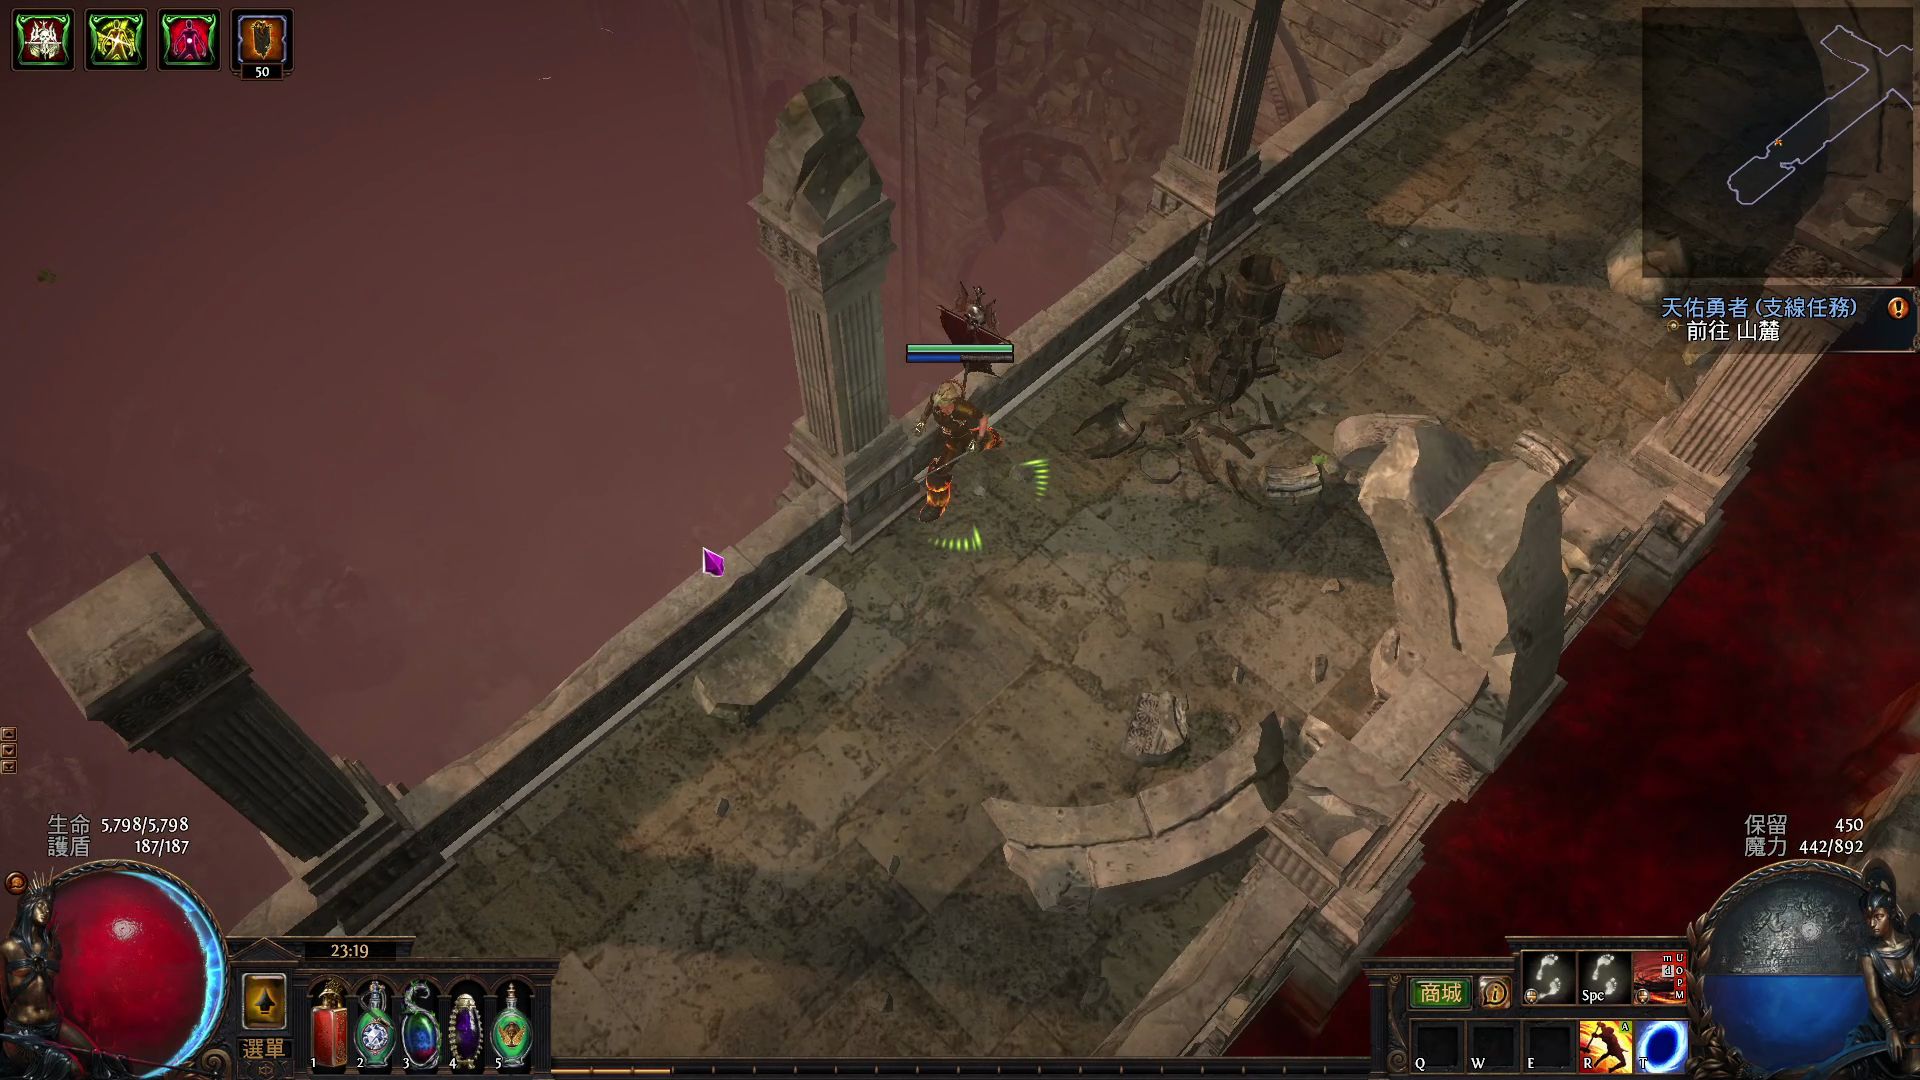 50
天佑勇者 (支線任務)
前往 山麓
生命 5,798/5,798
護盾 187/187
保留 450
魔力 442/892
23:19
選單
1 2 3 4 5
商城
Spc
m U
d O
P
M
A
Q W E R T